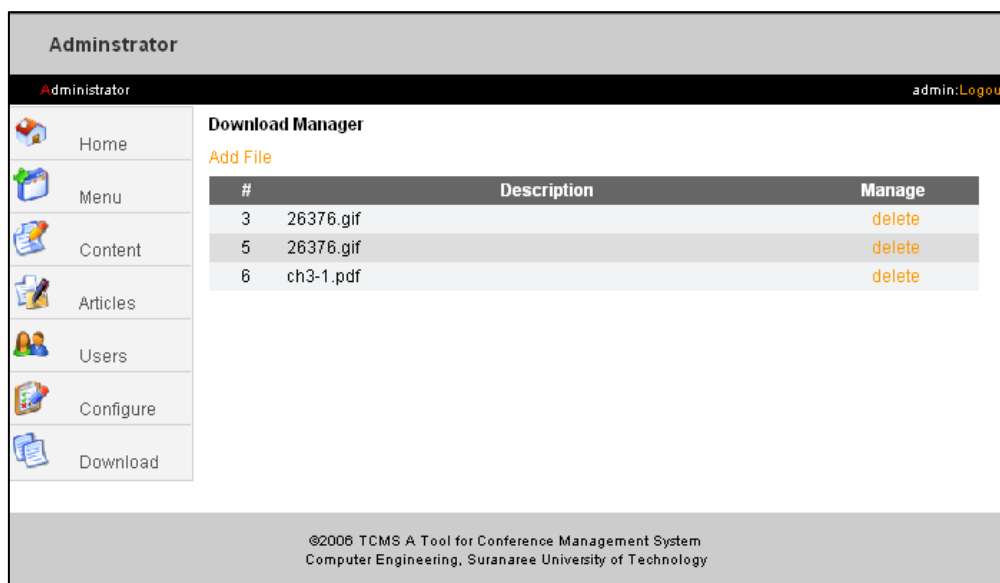 Adminstrator
Administrator admin:Logou
Home
Menu
Content
Articles
Users
Configure
Download
Download Manager
Add File
# Description Manage
3 26376.gif delete
5 26376.gif delete
6 ch3-1.pdf delete
©2006 TCMS A Tool for Conference Management System
Computer Engineering, Suranaree University of Technology